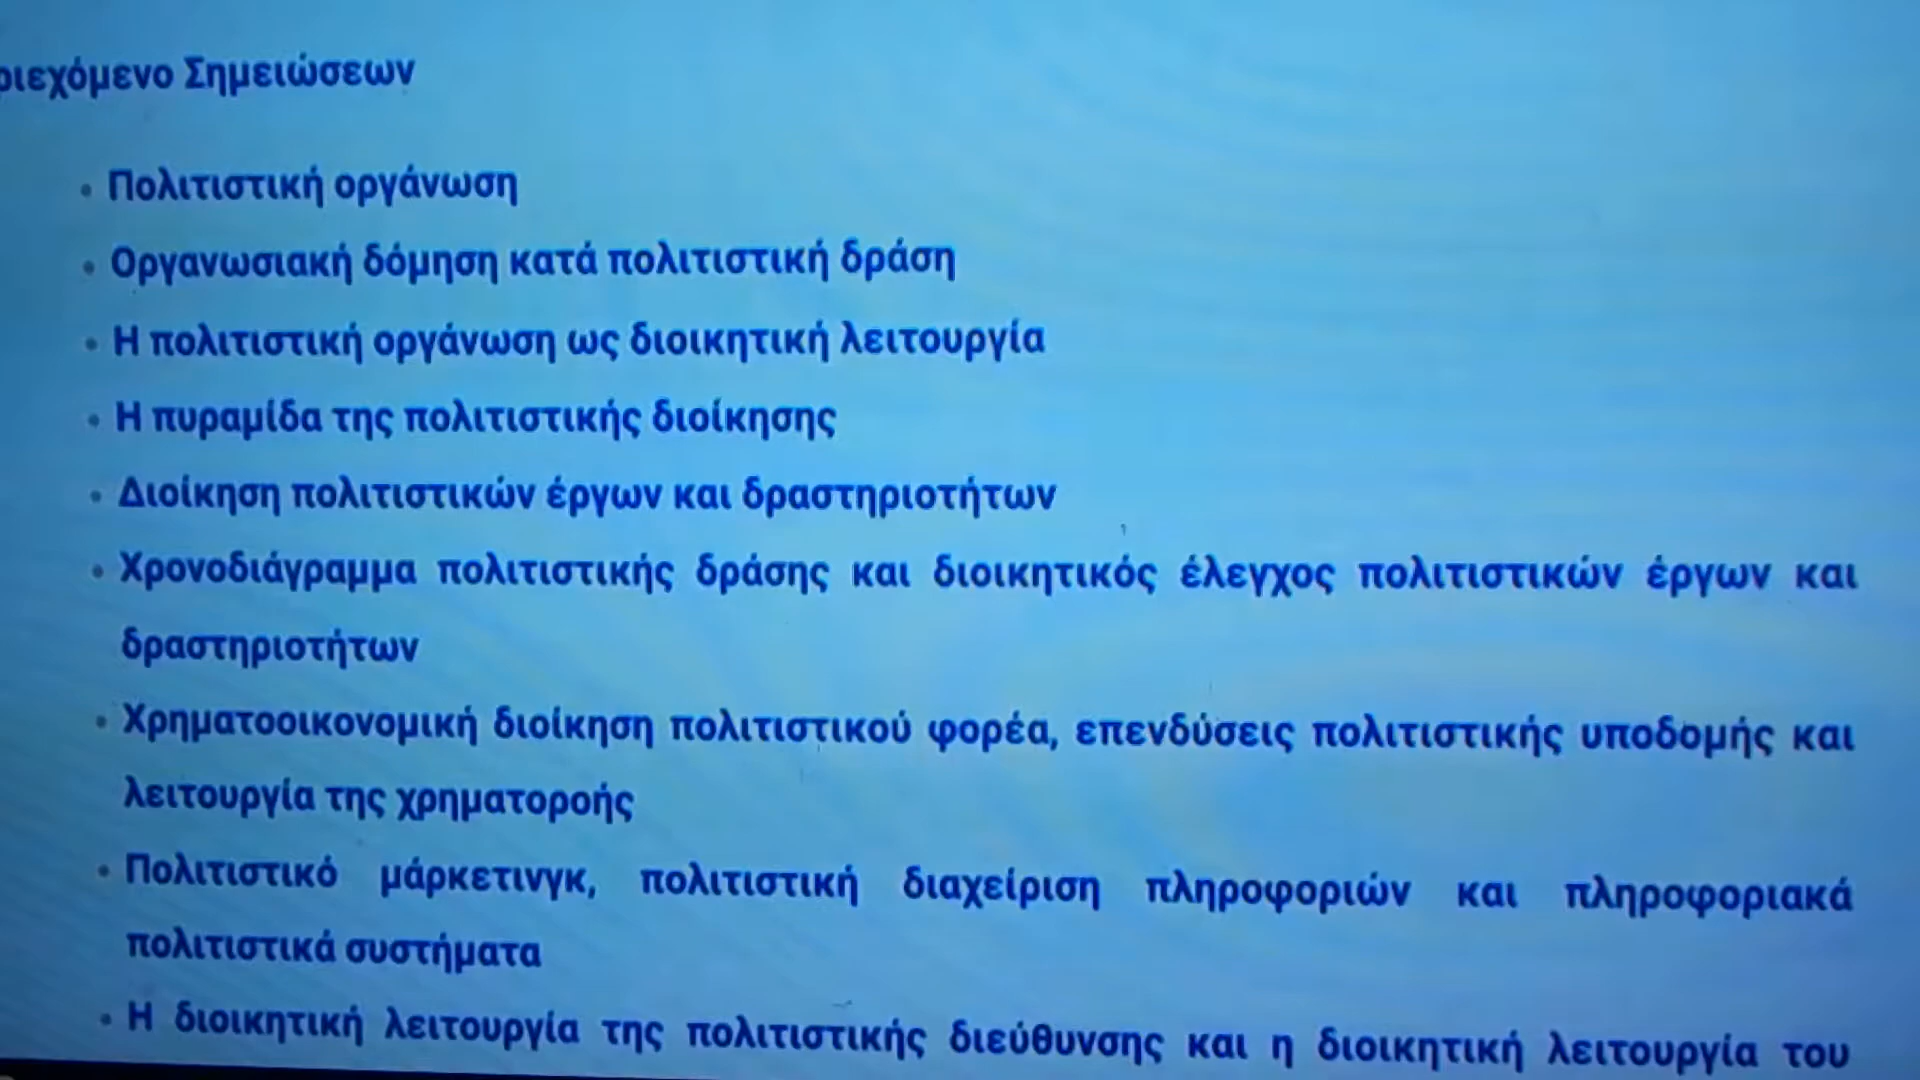 ριεχόμενο Σημειώσεων
• Πολιτιστική οργάνωση
• Οργανωσιακή δόμηση κατά πολιτιστική δράση
• Η πολιτιστική οργάνωση ως διοικητική λειτουργία
• Η πυραμίδα της πολιτιστικής διοίκησης
• Διοίκηση πολιτιστικών έργων και δραστηριοτήτων
• Χρονοδιάγραμμα πολιτιστικής δράσης και διοικητικός έλεγχος πολιτιστικών έργων και
δραστηριοτήτων
• Χρηματοοικονομική διοίκηση πολιτιστικού φορέα, επενδύσεις πολιτιστικής υποδομής και
λειτουργία της χρηματοροής
• Πολιτιστικό μάρκετινγκ, πολιτιστική διαχείριση πληροφοριών και πληροφοριακά
πολιτιστικά συστήματα
• Η διοικητική λειτουργία της πολιτιστικής διεύθυνσης και η διοικητική λειτουργία του